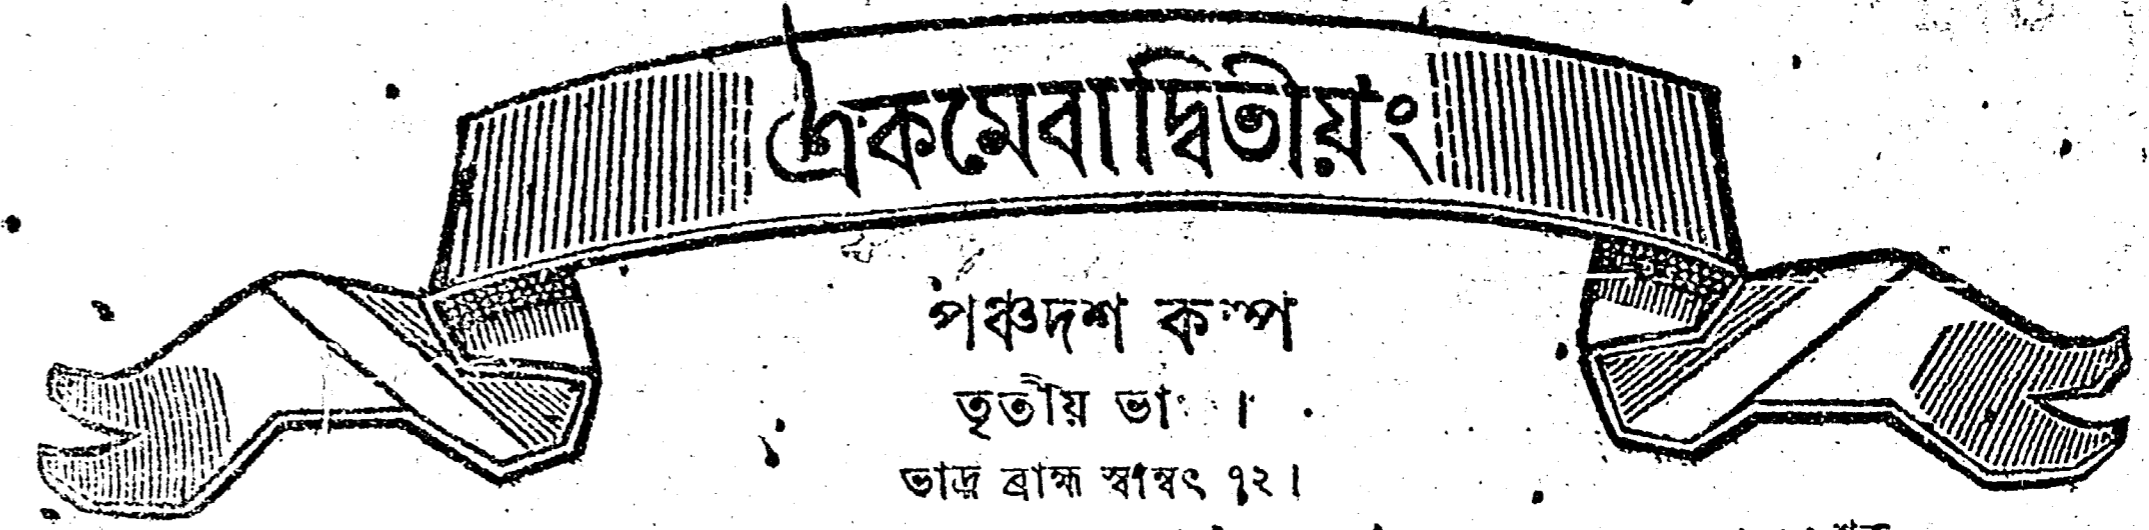 একমেবাদ্বিতীয়ং
পঞ্চদশ কল্প
তৃতীয়
ভাদ্র ব্রাহ্ম সম্বৎ ৭২।